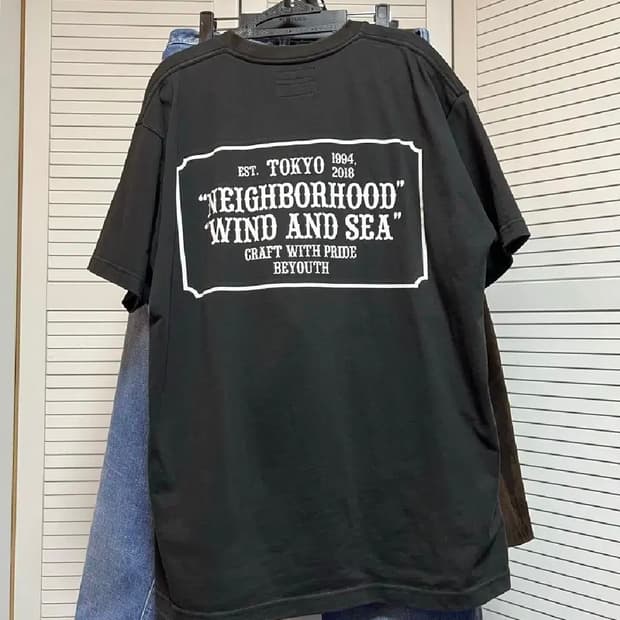 EST. TOKYO 1994, 2018
“NEIGHBORHOOD”
“WIND AND SEA”
CRAFT WITH PRIDE
BEYOUTH